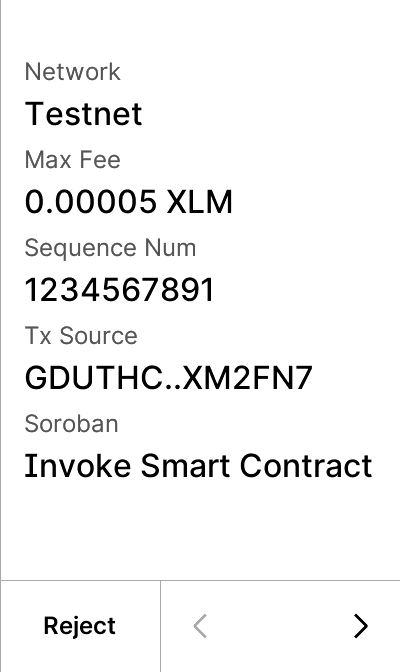 Network
Testnet
Max Fee
0.00005 XLM
Sequence Num
1234567891
Tx Source
GDUTHC..XM2FN7
Soroban
Invoke Smart Contract
Reject